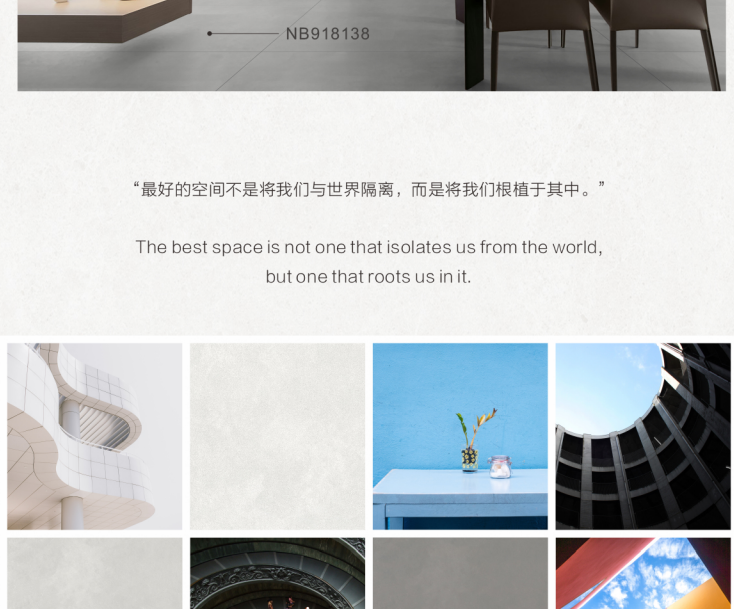 NB918138
“最好的空间不是将我们与世界隔离，而是将我们根植于其中。”
The best space is not one that isolates us from the world,
but one that roots us in it.